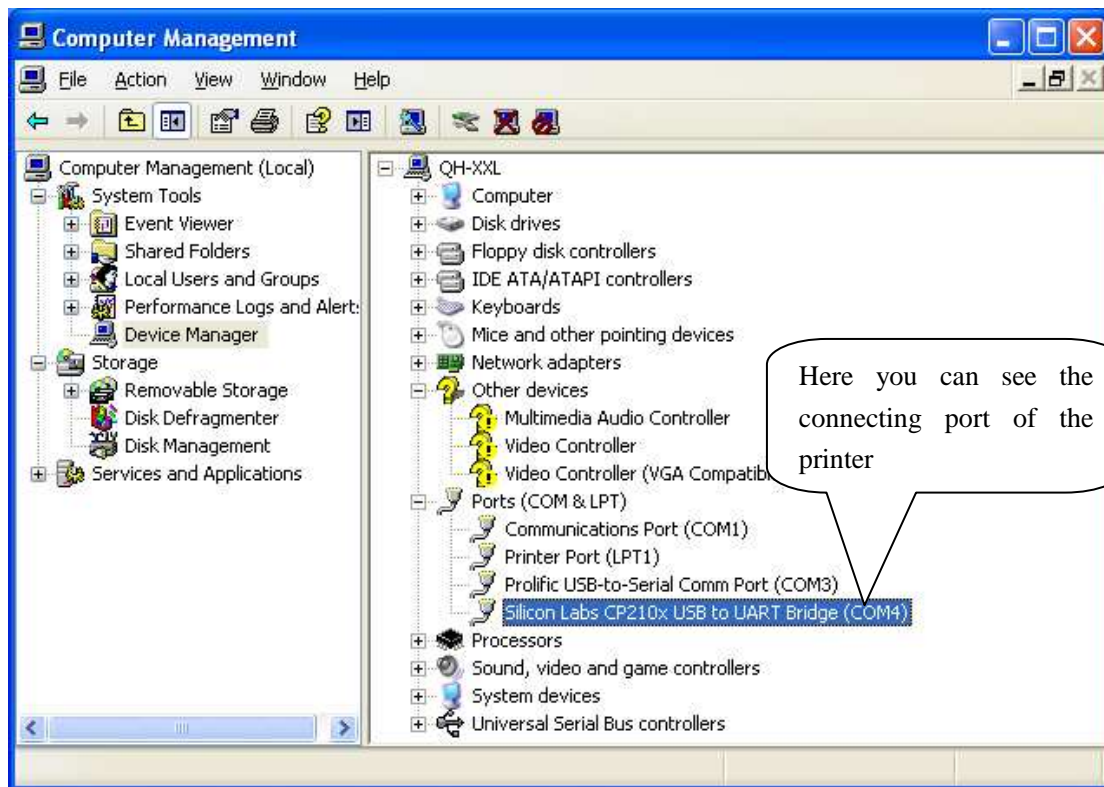 Computer Management
File Action View Window Help
Computer Management (Local)
System Tools
Event Viewer
Shared Folders
Local Users and Groups
Performance Logs and Alert
Device Manager
Storage
Removable Storage
Disk Defragmenter
Disk Management
Services and Applications
QH-XXL
Computer
Disk drives
Floppy disk controllers
IDE ATA/ATAPI controllers
Keyboards
Mice and other pointing devices
Network adapters
Other devices
Multimedia Audio Controller
Video Controller
Video Controller (VGA Compatib
Ports (COM & LPT)
Communications Port (COM1)
Printer Port (LPT1)
Prolific USB-to-Serial Comm Port (COM3)
Silicon Labs CP210x USB to UART Bridge (COM4)
Processors
Sound, video and game controllers
System devices
Universal Serial Bus controllers
Here you can see the
connecting port of the
printer